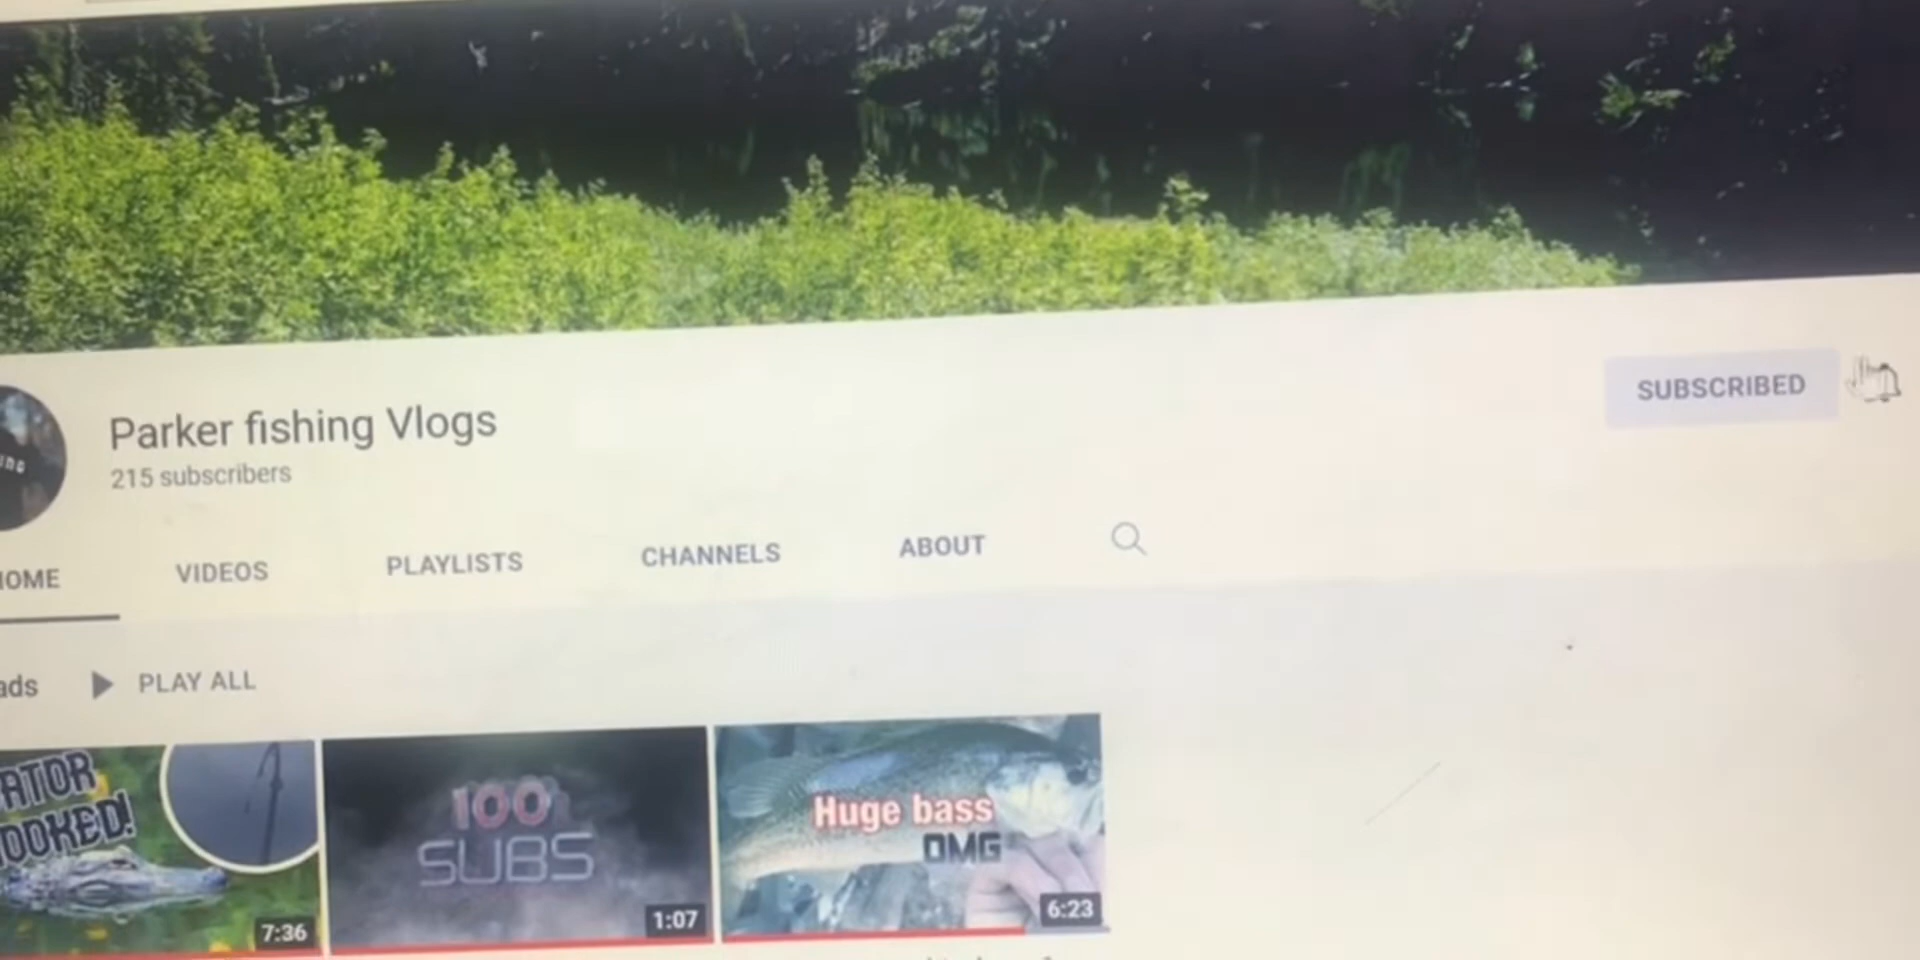 Parker fishing Vlogs
215 subscribers
SUBSCRIBED
HOME VIDEOS PLAYLISTS CHANNELS ABOUT
ads PLAY ALL
ATOR
OOKED!
7:36
100
SUBS
1:07
Huge bass
OMG
6:23